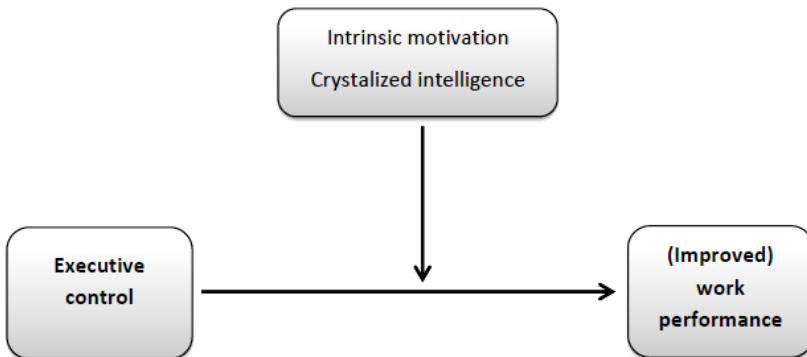 Intrinsic motivation
Crystalized intelligence
Executive
control
(Improved)
work
performance